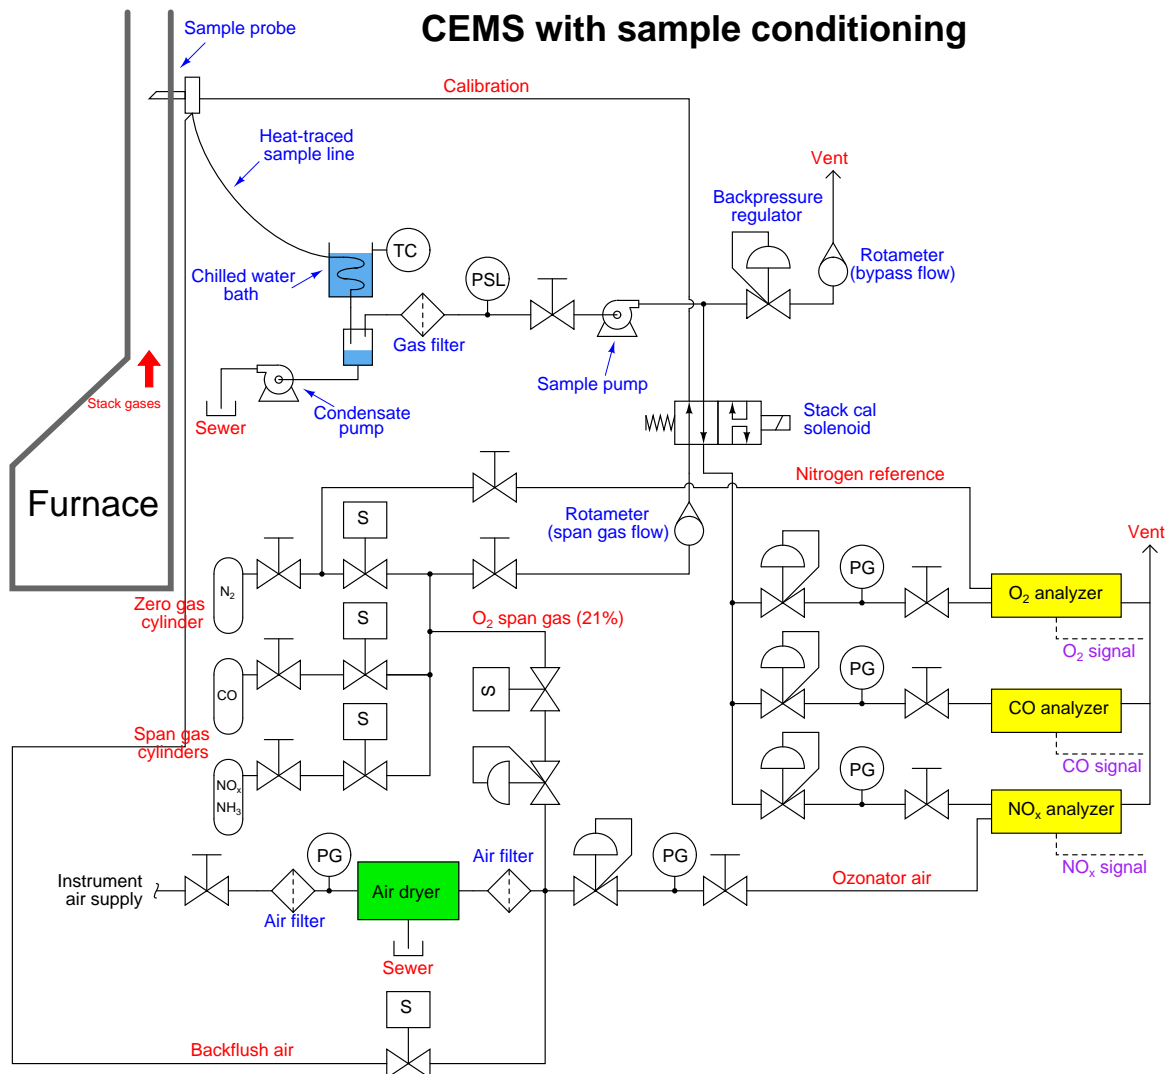 CEMS with sample conditioning
Sample probe
Calibration
Heat-traced
sample line
Vent
Backpressure
regulator
Rotameter
(bypass flow)
TC
Chilled water
bath
PSL
Gas filter
Sample pump
Stack gases
Condensate
pump
Sewer
Stack cal
solenoid
Furnace
Nitrogen reference
S
Rotameter
(span gas flow)
Vent
N₂
PG
O₂ analyzer
Zero gas
cylinder
S
O₂ span gas (21%)
O₂ signal
CO
S
PG
CO analyzer
Span gas
cylinders
S
CO signal
NOₓ
NH₃
PG
NOₓ analyzer
NOₓ signal
Instrument
air supply
Air filter
PG
Air dryer
Air filter
PG
Ozonator air
Sewer
S
Backflush air